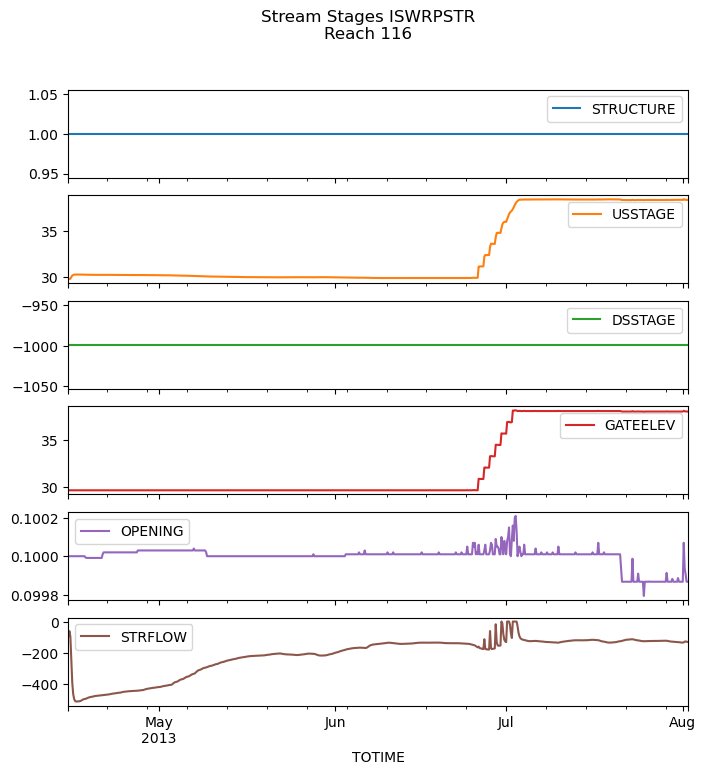 Stream Stages ISWRPSTR
Reach 116
1.05
1.00
0.95
STRUCTURE
35
30
USSTAGE
−950
−1000
−1050
DSSTAGE
35
30
GATEELEV
0.1002
0.1000
0.0998
OPENING
0
−200
−400
STRFLOW
May
2013
Jun
Jul
Aug
TOTIME